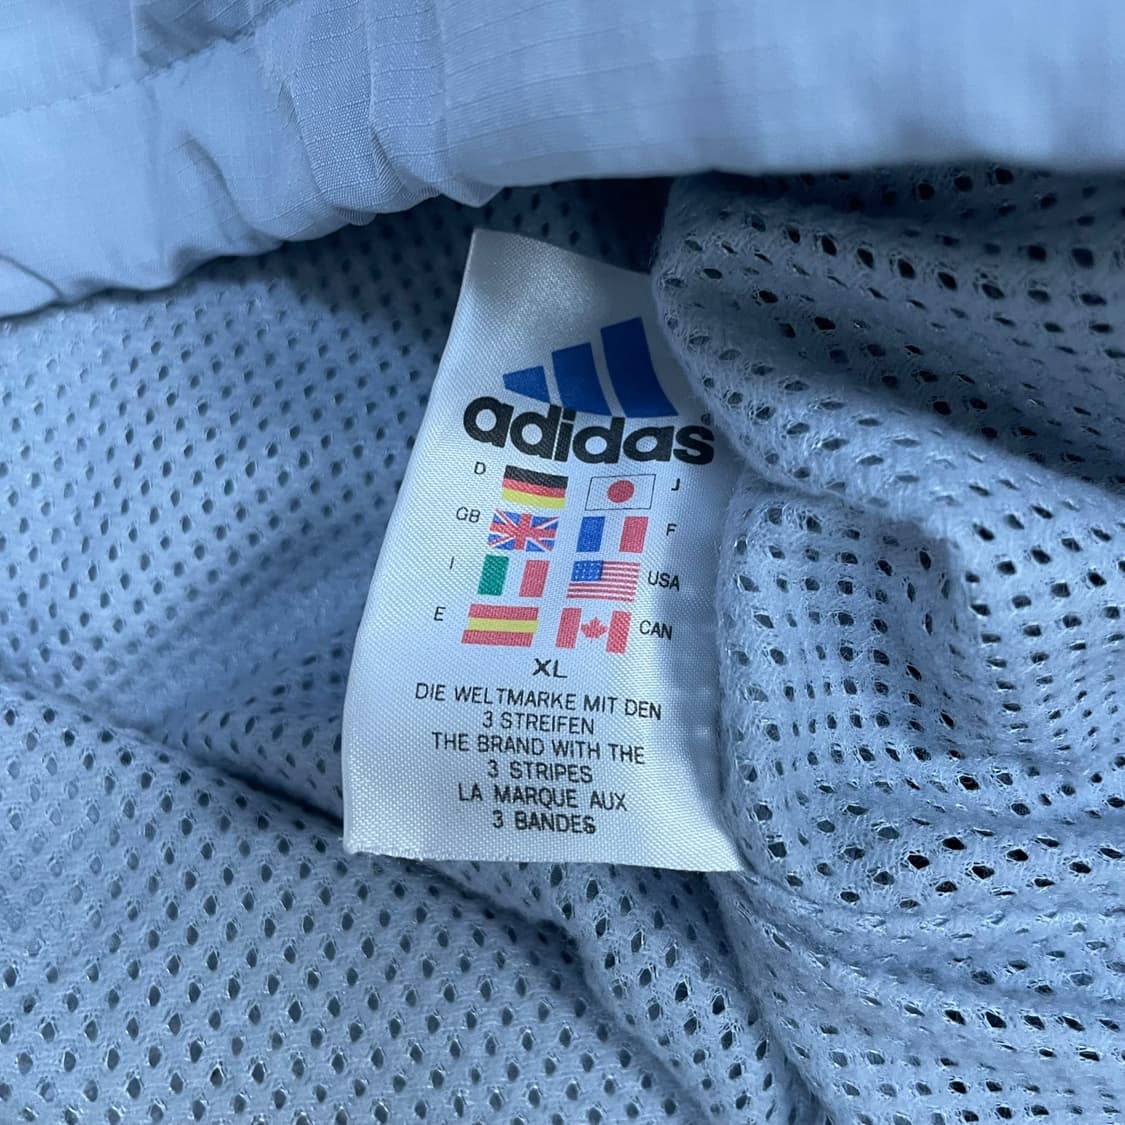 adidas®
D J
GB F
I USA
E CAN
XL
DIE WELTMARKE MIT DEN
3 STREIFEN
THE BRAND WITH THE
3 STRIPES
LA MARQUE AUX
3 BANDES